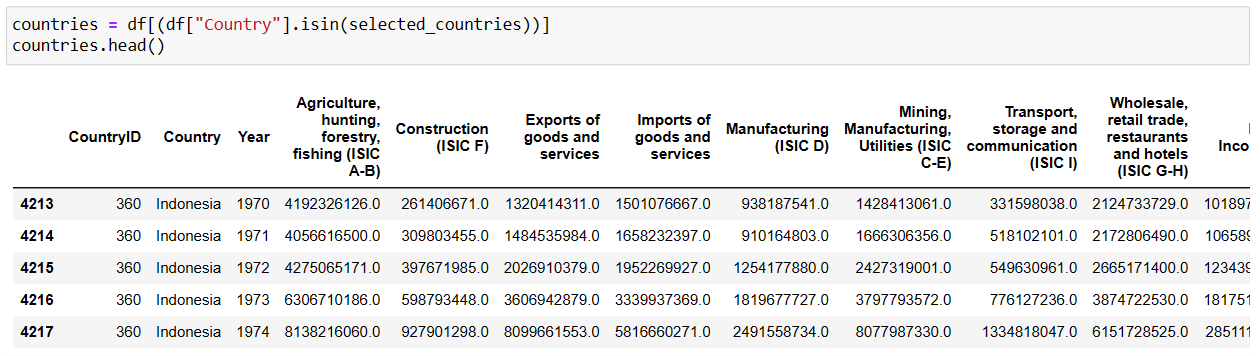 countries = df[(df["Country"].isin(selected_countries))]
countries.head()
CountryID Country Year Agriculture, hunting, forestry, fishing (ISIC A-B) Construction (ISIC F) Exports of goods and services Imports of goods and services Manufacturing (ISIC D) Mining, Manufacturing, Utilities (ISIC C-E) Transport, storage and communication (ISIC I) Wholesale, retail trade, restaurants and hotels (ISIC G-H)
4213 360 Indonesia 1970 4192326126.0 261406671.0 1320414311.0 1501076667.0 938187541.0 1428413061.0 331598038.0 2124733729.0 101897
4214 360 Indonesia 1971 4056616500.0 309803455.0 1484535984.0 1658232397.0 910164803.0 1666306356.0 518102101.0 2172806490.0 106589
4215 360 Indonesia 1972 4275065171.0 397671985.0 2026910379.0 1952269927.0 1254177880.0 2427319001.0 549630961.0 2665171400.0 123439
4216 360 Indonesia 1973 6306710186.0 598793448.0 3606942879.0 3339937369.0 1819677727.0 3797793572.0 776127236.0 3874722530.0 181751
4217 360 Indonesia 1974 8138216060.0 927901298.0 8099661553.0 5816660271.0 2491558734.0 8077987330.0 1334818047.0 6151728525.0 285111